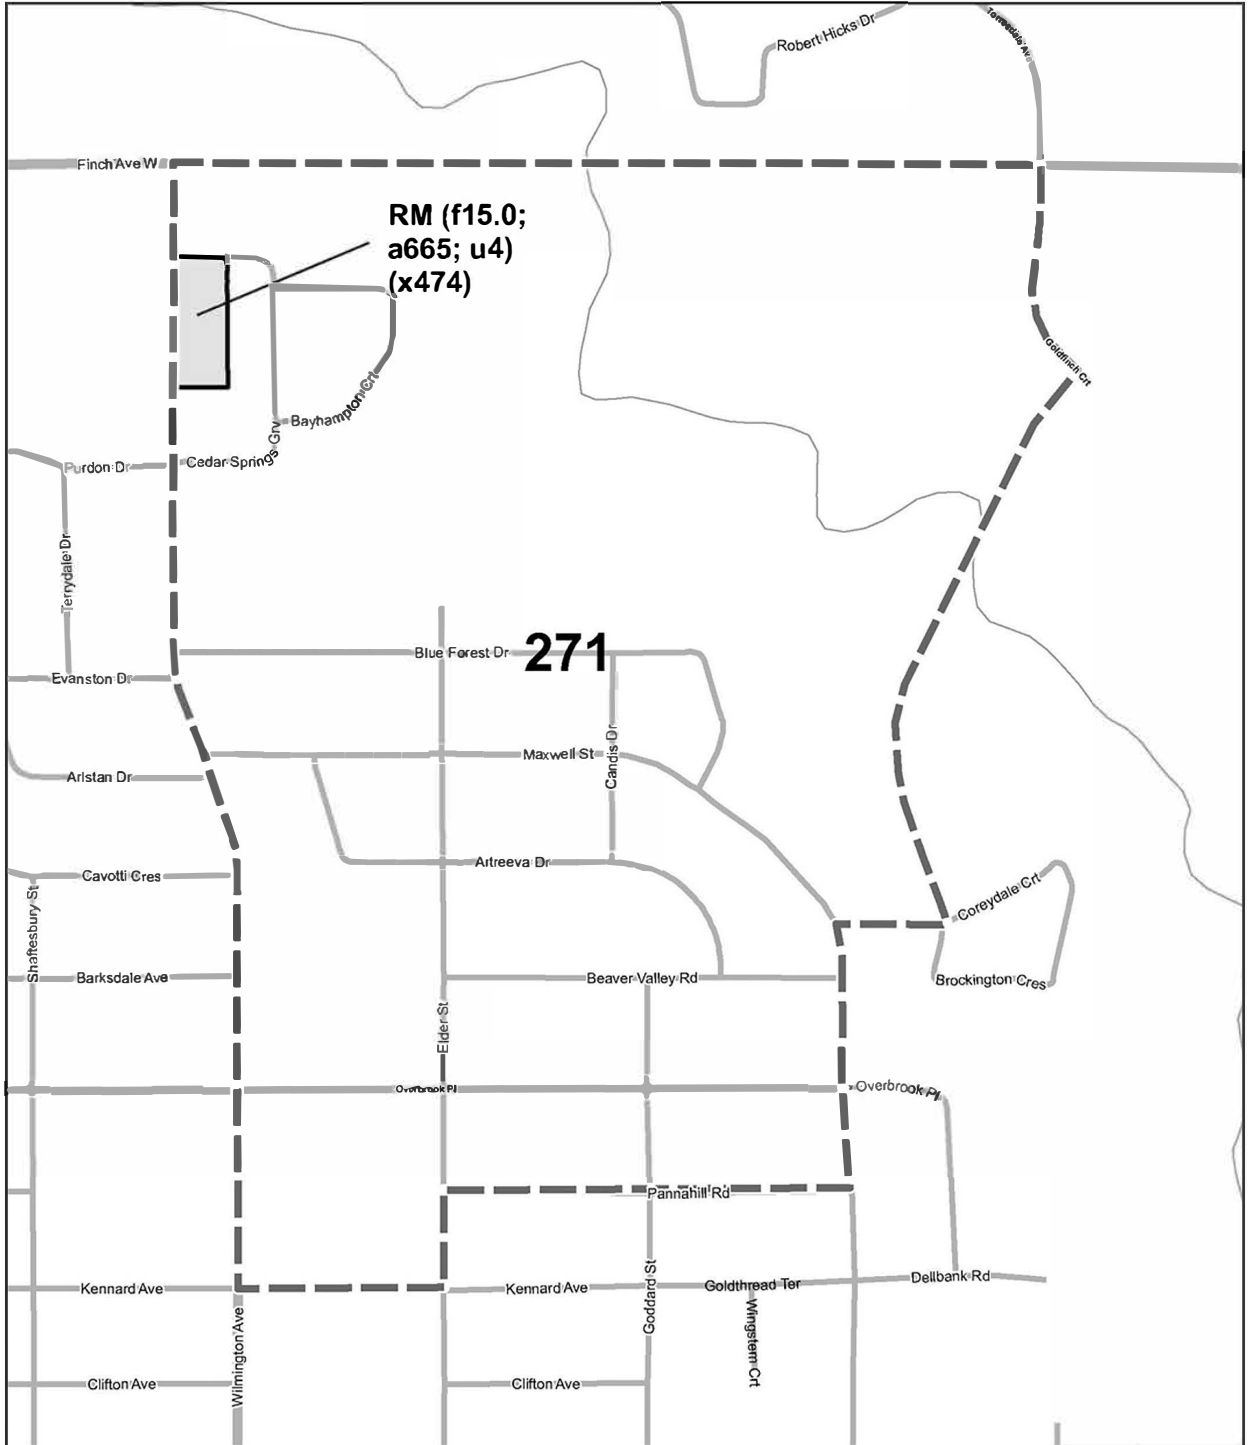 Robert Hicks Dr
Torresdale Av
Finch Ave W
RM (f15.0;
a665; u4)
(x474)
Goldfinch Crt
Bayhampton Crt
Cedar Springs Grv
Purdon Dr
Terrydale Dr
Blue Forest Dr
271
Evanston Dr
Candis Dr
Maxwell St
Arlstan Dr
Artreeva Dr
Cavotti Cres
Coreydale Crt
Shaftesbury St
Barksdale Ave
Beaver Valley Rd
Brockington Cres
Elder St
Overbrook Pl
Overbrook Pl
Pannahill Rd
Kennard Ave
Kennard Ave
Goddard St
Goldthread Ter
Dellbank Rd
Wilmington Ave
Wingstem Crt
Clifton Ave
Clifton Ave